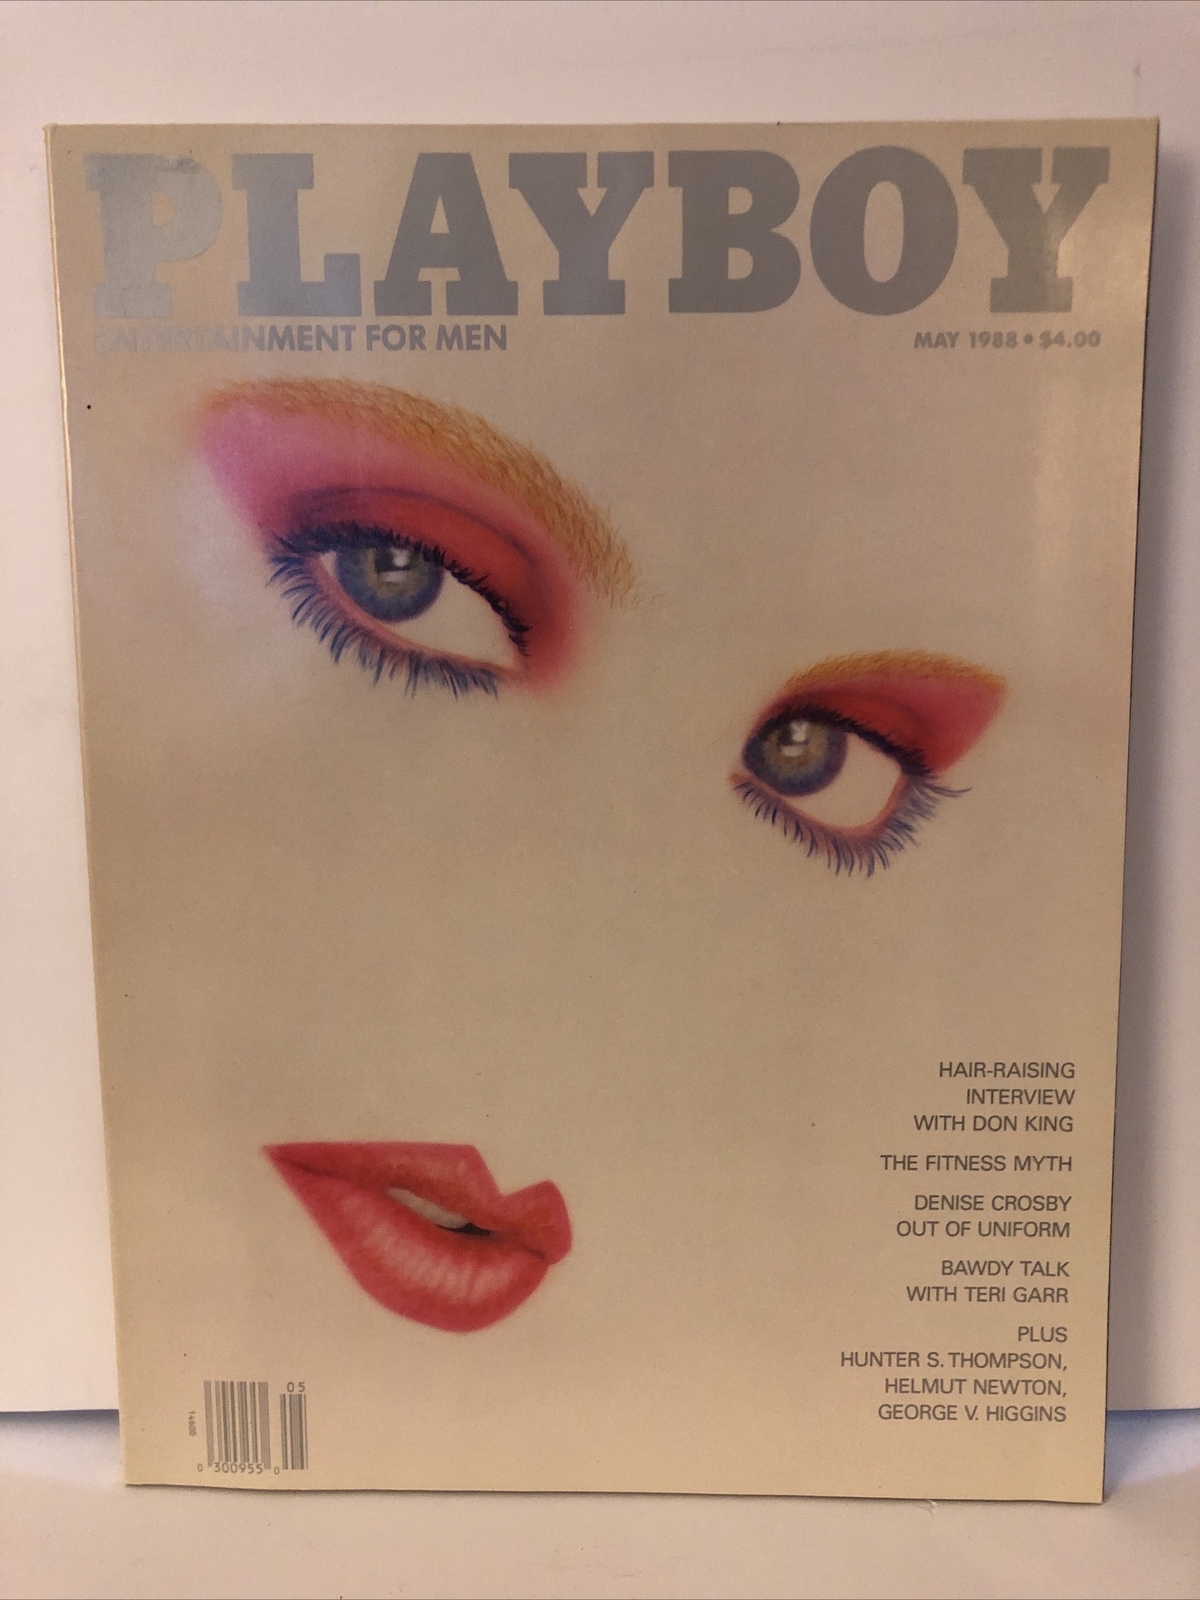 PLAYBOY
ENTERTAINMENT FOR MEN
MAY 1988 • $4.00
HAIR-RAISING
INTERVIEW
WITH DON KING
THE FITNESS MYTH
DENISE CROSBY
OUT OF UNIFORM
BAWDY TALK
WITH TERI GARR
PLUS
HUNTER S. THOMPSON,
HELMUT NEWTON,
GEORGE V. HIGGINS
05
0 300955 0